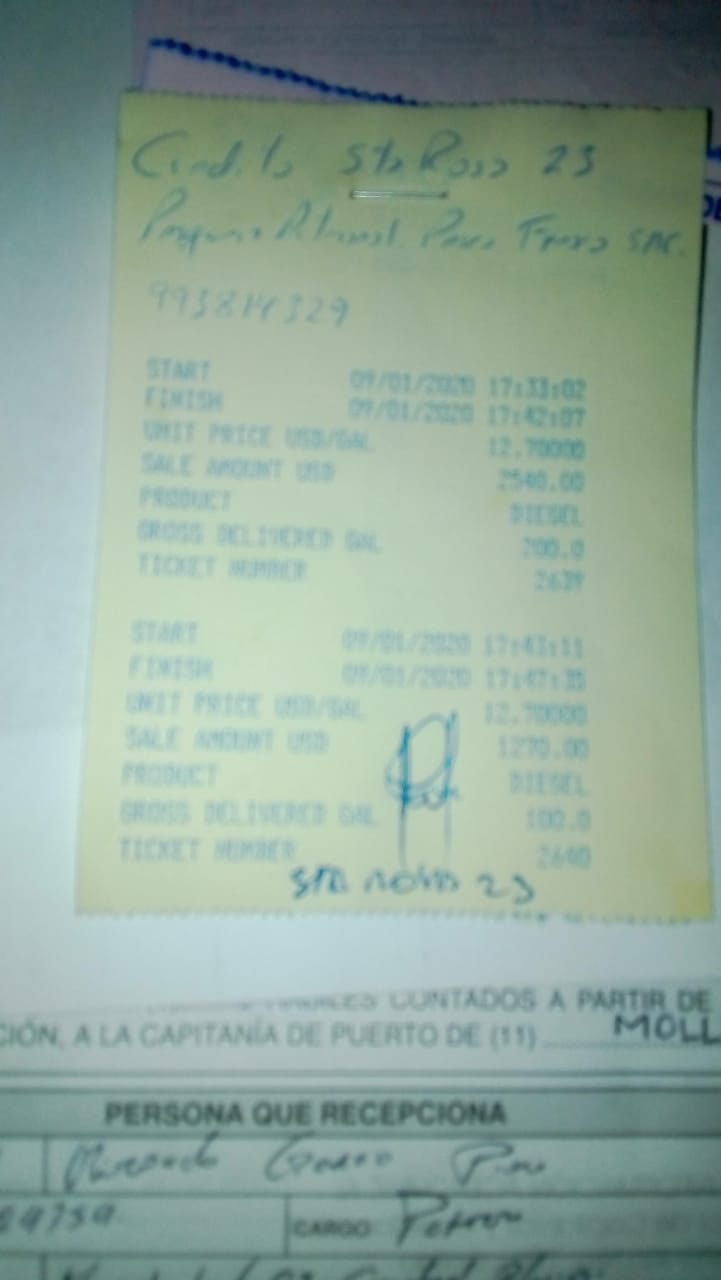 Sta Rosa 23
993814329
START 09/01/2020 17:33:02
FINISH 09/01/2020 17:42:07
UNIT PRICE USD/GAL 12.70000
SALE AMOUNT USD 2540.00
PRODUCT DIESEL
GROSS DELIVERED GAL 200.0
TICKET NUMBER 2639
START 09/01/2020 17:43:11
FINISH 09/01/2020 17:47:35
UNIT PRICE USD/GAL 12.70000
SALE AMOUNT USD 1270.00
PRODUCT DIESEL
GROSS DELIVERED GAL 100.0
TICKET NUMBER 2640
STA ROSA 23
CONTADOS A PARTIR DE
CIÓN, A LA CAPITANÍA DE PUERTO DE (11) MOLL
PERSONA QUE RECEPCIONA
89759
CARGO Patron